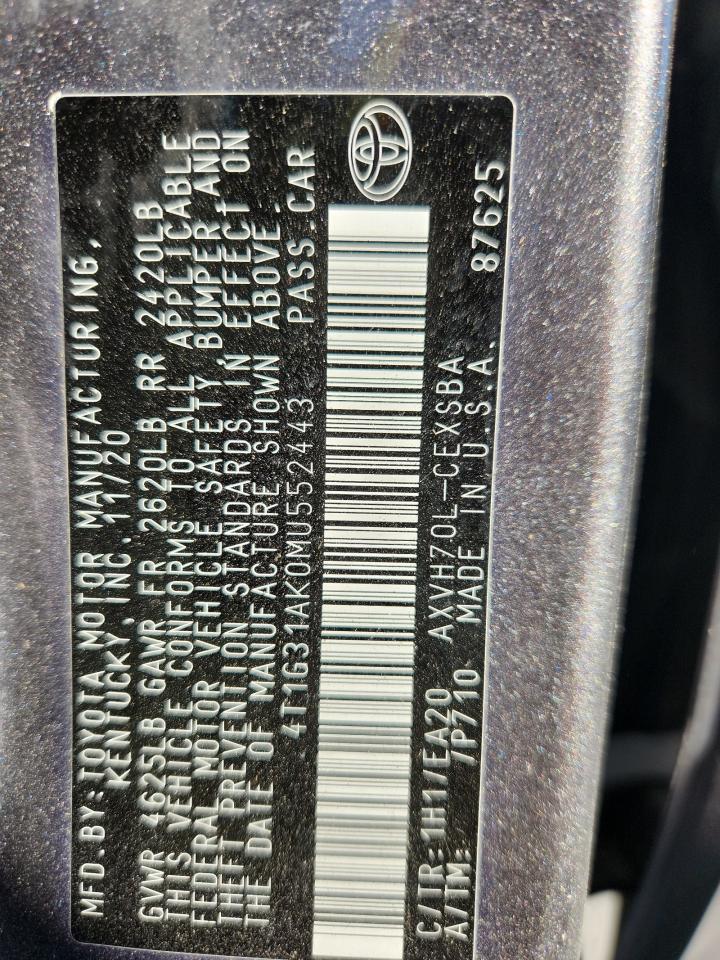 MFD.BY:TOYOTA MOTOR MANUFACTURING,
KENTUCKY, INC. 11/20
GVWR 4625LB GAWR FR 2620LB RR 2420LB
THIS VEHICLE CONFORMS TO ALL APPLICABLE
FEDERAL MOTOR VEHICLE SAFETY, BUMPER AND
THEFT PREVENTION STANDARDS IN EFFECT ON
THE DATE OF MANUFACTURE SHOWN ABOVE.
4T1G31AK0MU552443 PASS.CAR
C/TR:1H1/EA20 AXVH70L-CEXSBA
A/TM: /P710 MADE IN U.S.A. 87625